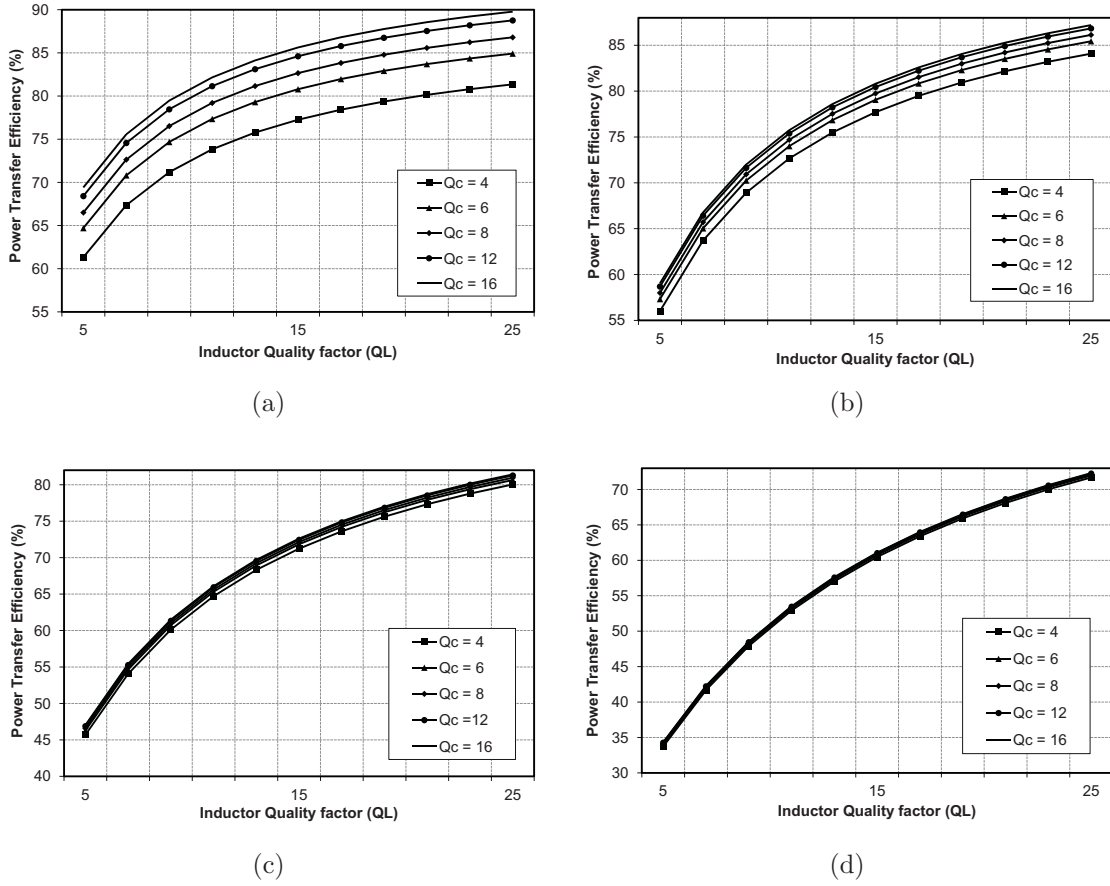 90
85
80
75
70
65
60
55
Power Transfer Efficiency (%)
Qc = 4
Qc = 6
Qc = 8
Qc = 12
Qc = 16
5
15
25
Inductor Quality factor (QL)
(a)
85
80
75
70
65
60
55
Power Transfer Efficiency (%)
Qc = 4
Qc = 6
Qc = 8
Qc = 12
Qc = 16
5
15
25
Inductor Quality factor (QL)
(b)
80
75
70
65
60
55
50
45
40
Power Transfer Efficiency (%)
Qc = 4
Qc = 6
Qc = 8
Qc =12
Qc = 16
5
15
25
Inductor Quality factor (QL)
(c)
70
65
60
55
50
45
40
35
30
Power Transfer Efficiency (%)
Qc = 4
Qc = 6
Qc = 8
Qc = 12
Qc = 16
5
15
25
Inductor Quality factor (QL)
(d)